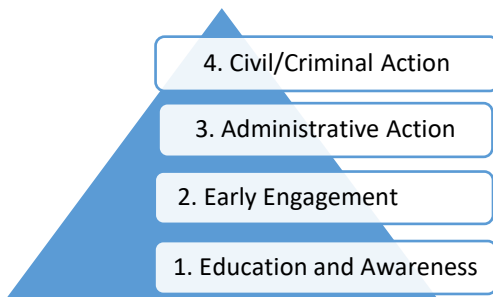 4. Civil/Criminal Action
3. Administrative Action
2. Early Engagement
1. Education and Awareness